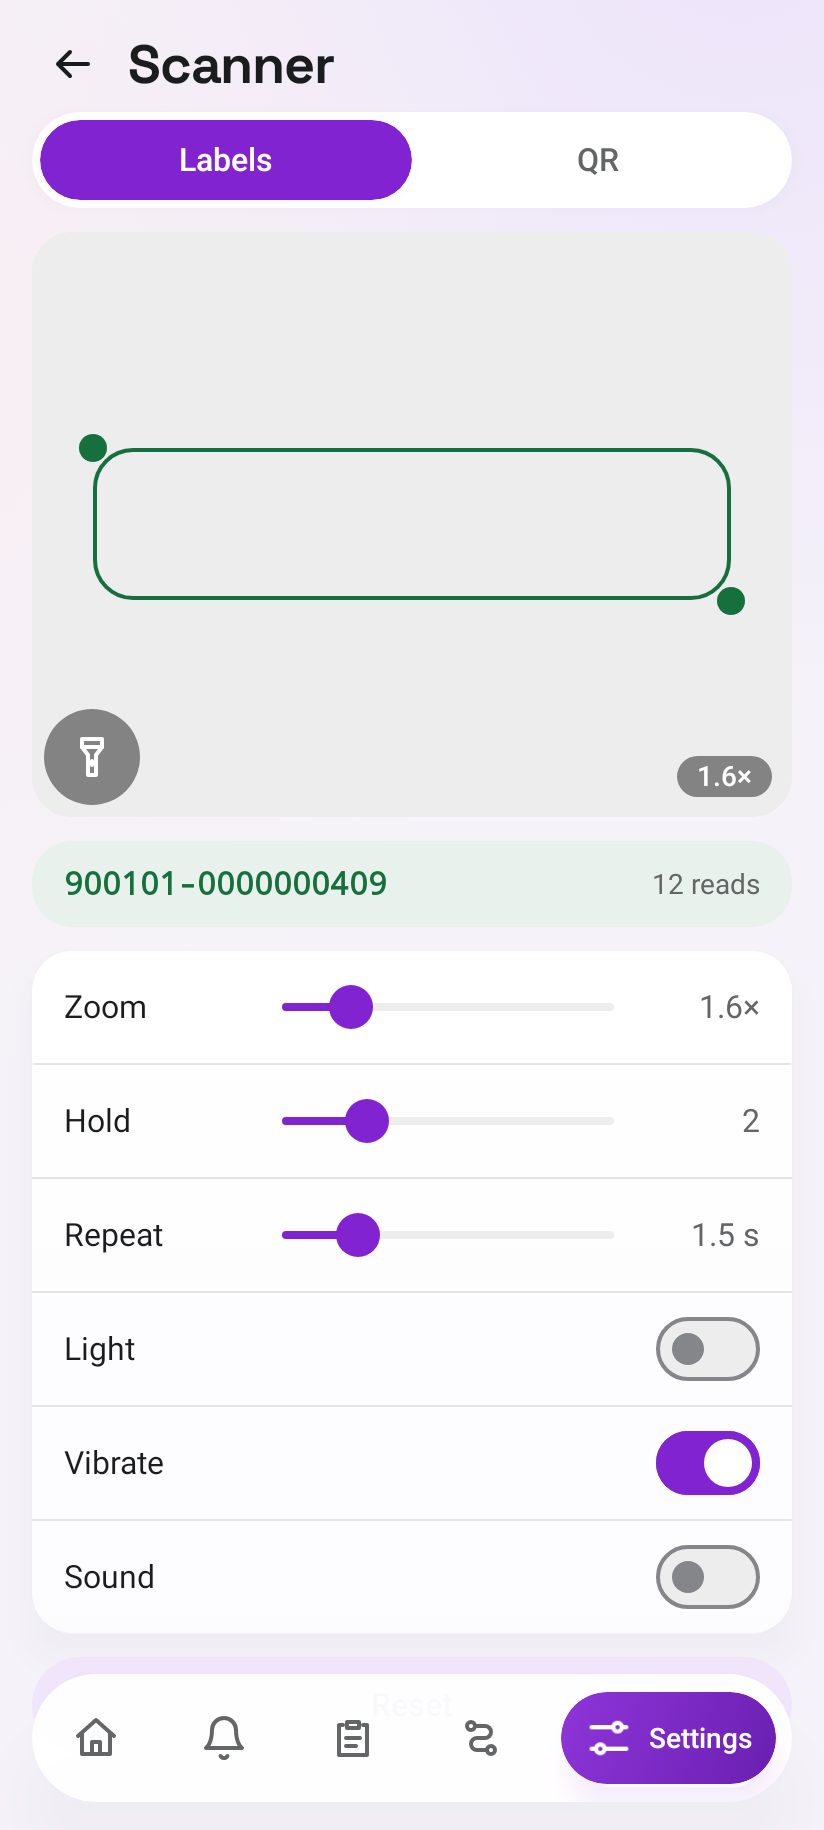 Scanner
Labels QR
1.6×
900101-0000000409 12 reads
Zoom 1.6×
Hold 2
Repeat 1.5 s
Light
Vibrate
Sound
Reset
Settings